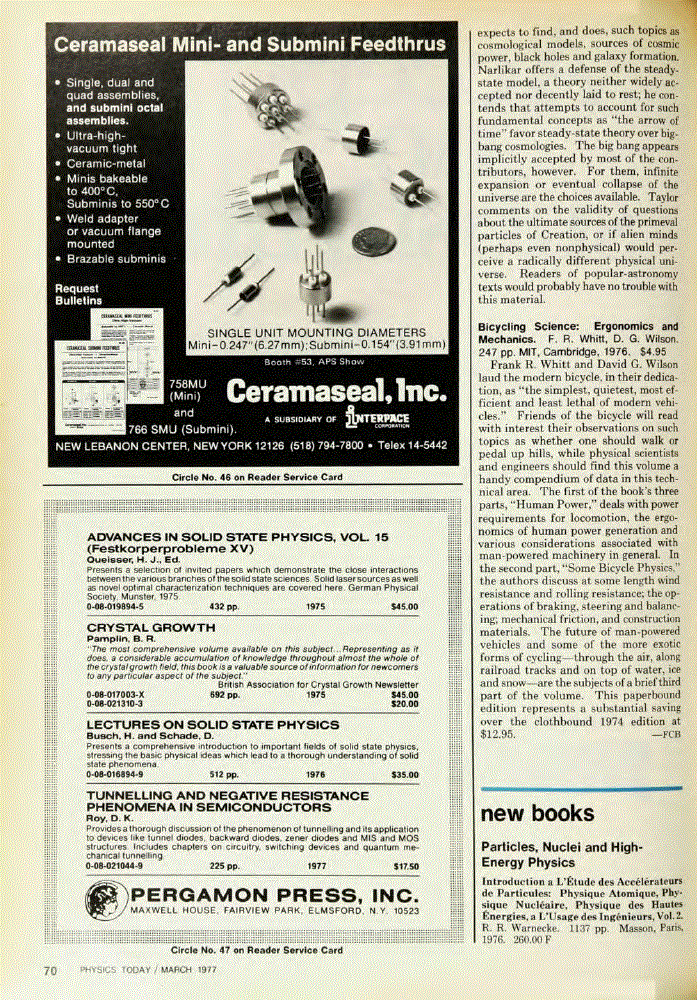 Ceramaseal Mini- and Submini Feedthrus
• Single, dual and
quad assemblies,
and submini octal
assemblies.
• Ultra-high-
vacuum tight
• Ceramic-metal
• Minis bakeable
to 400°C,
Subminis to 550°C
• Weld adapter
or vacuum flange
mounted
• Brazable subminis
Request
Bulletins
SINGLE UNIT MOUNTING DIAMETERS
Mini-0.247"(6.27mm);Submini-0.154"(3.91mm)
Booth #53, APS Show
758MU
(Mini)
and
766 SMU (Submini).
Ceramaseal, Inc.
A SUBSIDIARY OF INTERPACE
CORPORATION
NEW LEBANON CENTER, NEW YORK 12126 (518) 794-7800 • Telex 14-5442
Circle No. 46 on Reader Service Card
ADVANCES IN SOLID STATE PHYSICS, VOL. 15
(Festkorperprobleme XV)
Queisser, H. J., Ed.
Presents a selection of invited papers which demonstrate the close interactions
between the various branches of the solid state sciences. Solid laser sources as well
as novel optimal characterization techniques are covered here. German Physical
Society, Munster, 1975.
0-08-019894-5 432 pp. 1975 $45.00
CRYSTAL GROWTH
Pamplin, B. R.
"The most comprehensive volume available on this subject...Representing as it
does, a considerable accumulation of knowledge throughout almost the whole of
the crystal growth field, this book is a valuable source of information for newcomers
to any particular aspect of the subject."
British Association for Crystal Growth Newsletter
0-08-017003-X 692 pp. 1975 $45.00
0-08-021310-3 $20.00
LECTURES ON SOLID STATE PHYSICS
Busch, H. and Schade, D.
Presents a comprehensive introduction to important fields of solid state physics,
stressing the basic physical ideas which lead to a thorough understanding of solid
state phenomena.
0-08-016894-9 512 pp. 1976 $35.00
TUNNELLING AND NEGATIVE RESISTANCE
PHENOMENA IN SEMICONDUCTORS
Roy, D. K.
Provides a thorough discussion of the phenomenon of tunnelling and its application
to devices like tunnel diodes, backward diodes, zener diodes and MIS and MOS
structures. Includes chapters on circuitry, switching devices and quantum me-
chanical tunnelling.
0-08-021044-9 225 pp. 1977 $17.50
PERGAMON PRESS, INC.
MAXWELL HOUSE, FAIRVIEW PARK, ELMSFORD, N.Y. 10523
Circle No. 47 on Reader Service Card
expects to find, and does, such topics as
cosmological models, sources of cosmic
power, black holes and galaxy formation.
Narlikar offers a defense of the steady-
state model, a theory neither widely ac-
cepted nor decently laid to rest; he con-
tends that attempts to account for such
fundamental concepts as "the arrow of
time" favor steady-state theory over big-
bang cosmologies. The big bang appears
implicitly accepted by most of the con-
tributors, however. For them, infinite
expansion or eventual collapse of the
universe are the choices available. Taylor
comments on the validity of questions
about the ultimate sources of the primeval
particles of Creation, or if alien minds
(perhaps even nonphysical) would per-
ceive a radically different physical uni-
verse. Readers of popular-astronomy
texts would probably have no trouble with
this material.
Bicycling Science: Ergonomics and
Mechanics. F. R. Whitt, D. G. Wilson.
247 pp. MIT, Cambridge, 1976. $4.95
Frank R. Whitt and David G. Wilson
laud the modern bicycle, in their dedica-
tion, as "the simplest, quietest, most ef-
ficient and least lethal of modern vehi-
cles." Friends of the bicycle will read
with interest their observations on such
topics as whether one should walk or
pedal up hills, while physical scientists
and engineers should find this volume a
handy compendium of data in this tech-
nical area. The first of the book's three
parts, "Human Power," deals with power
requirements for locomotion, the ergo-
nomics of human power generation and
various considerations associated with
man-powered machinery in general. In
the second part, "Some Bicycle Physics,"
the authors discuss at some length wind
resistance and rolling resistance; the op-
erations of braking, steering and balanc-
ing; mechanical friction, and construction
materials. The future of man-powered
vehicles and some of the more exotic
forms of cycling—through the air, along
railroad tracks and on top of water, ice
and snow—are the subjects of a brief third
part of the volume. This paperbound
edition represents a substantial saving
over the clothbound 1974 edition at
$12.95. —FCB
new books
Particles, Nuclei and High-
Energy Physics
Introduction a L'Étude des Accélérateurs
de Particules: Physique Atomique, Phy-
sique Nucléaire, Physique des Hautes
Énergies, a L'Usage des Ingénieurs, Vol. 2.
R. R. Warnecke. 1137 pp. Masson, Paris,
1976. 260.00 F
70 PHYSICS TODAY / MARCH 1977